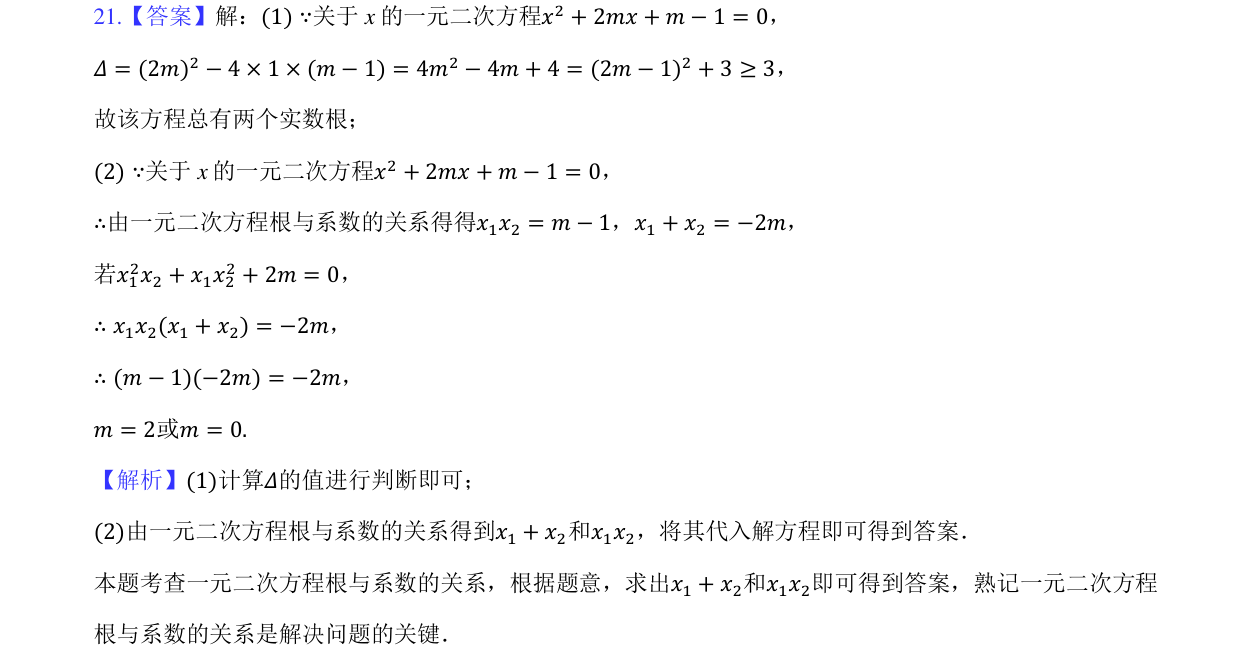 21.【答案】解：(1) ∵关于 x 的一元二次方程x² + 2mx + m − 1 = 0，
Δ = (2m)² − 4 × 1 × (m − 1) = 4m² − 4m + 4 = (2m − 1)² + 3 ≥ 3，
故该方程总有两个实数根；
(2) ∵关于 x 的一元二次方程x² + 2mx + m − 1 = 0，
∴由一元二次方程根与系数的关系得得x₁x₂ = m − 1，x₁ + x₂ = −2m，
若x₁²x₂ + x₁x₂² + 2m = 0，
∴ x₁x₂(x₁ + x₂) = −2m，
∴ (m − 1)(−2m) = −2m，
m = 2或m = 0.
【解析】(1)计算Δ的值进行判断即可；
(2)由一元二次方程根与系数的关系得到x₁ + x₂和x₁x₂，将其代入解方程即可得到答案．
本题考查一元二次方程根与系数的关系，根据题意，求出x₁ + x₂和x₁x₂即可得到答案，熟记一元二次方程
根与系数的关系是解决问题的关键．